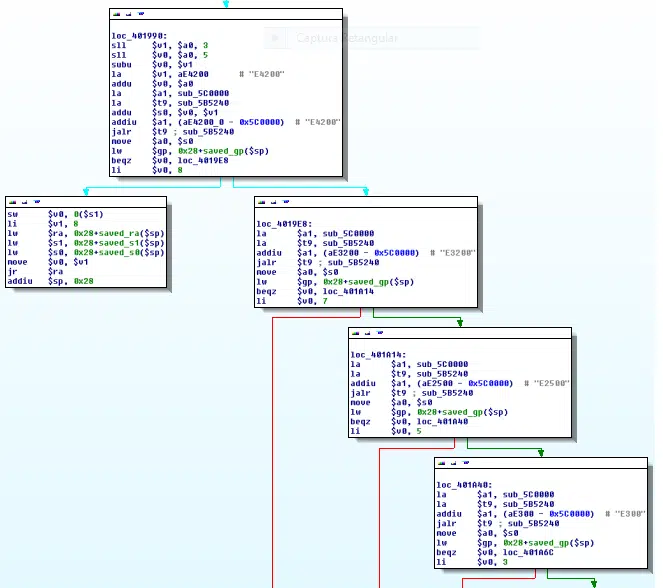 Captura Retangular
loc_401990:
sll $v1, $a0, 3
sll $v0, $a0, 5
subu $v0, $v1
la $v1, aE4200 # "E4200"
addu $v0, $a0
la $a1, sub_5C0000
la $t9, sub_5B5240
addu $s0, $v0, $v1
addiu $a1, (aE4200_0 - 0x5C0000) # "E4200"
jalr $t9 ; sub_5B5240
move $a0, $s0
lw $gp, 0x28+saved_gp($sp)
beqz $v0, loc_4019E8
li $v0, 8
sw $v0, 0($s1)
li $v1, 8
lw $ra, 0x28+saved_ra($sp)
lw $s1, 0x28+saved_s1($sp)
lw $s0, 0x28+saved_s0($sp)
move $v0, $v1
jr $ra
addiu $sp, 0x28
loc_4019E8:
la $a1, sub_5C0000
la $t9, sub_5B5240
addiu $a1, (aE3200 - 0x5C0000) # "E3200"
jalr $t9 ; sub_5B5240
move $a0, $s0
lw $gp, 0x28+saved_gp($sp)
beqz $v0, loc_401A14
li $v0, 7
loc_401A14:
la $a1, sub_5C0000
la $t9, sub_5B5240
addiu $a1, (aE2500 - 0x5C0000) # "E2500"
jalr $t9 ; sub_5B5240
move $a0, $s0
lw $gp, 0x28+saved_gp($sp)
beqz $v0, loc_401A40
li $v0, 5
loc_401A40:
la $a1, sub_5C0000
la $t9, sub_5B5240
addiu $a1, (aE300 - 0x5C0000) # "E300"
jalr $t9 ; sub_5B5240
move $a0, $s0
lw $gp, 0x28+saved_gp($sp)
beqz $v0, loc_401A6C
li $v0, 3